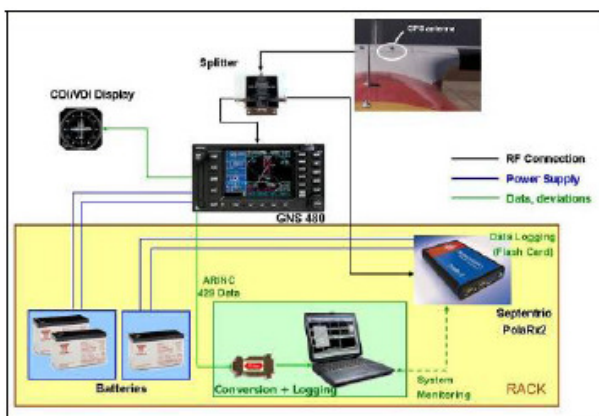 GPS antenna
Splitter
CDI/VDI Display
RF Connection
Power Supply
Data, deviations
GNS 480
Data Logging
(Flash Card)
ARINC
429 Data
Septentrio
PolaRx2
Batteries
Conversion + Logging
System
Monitoring
RACK